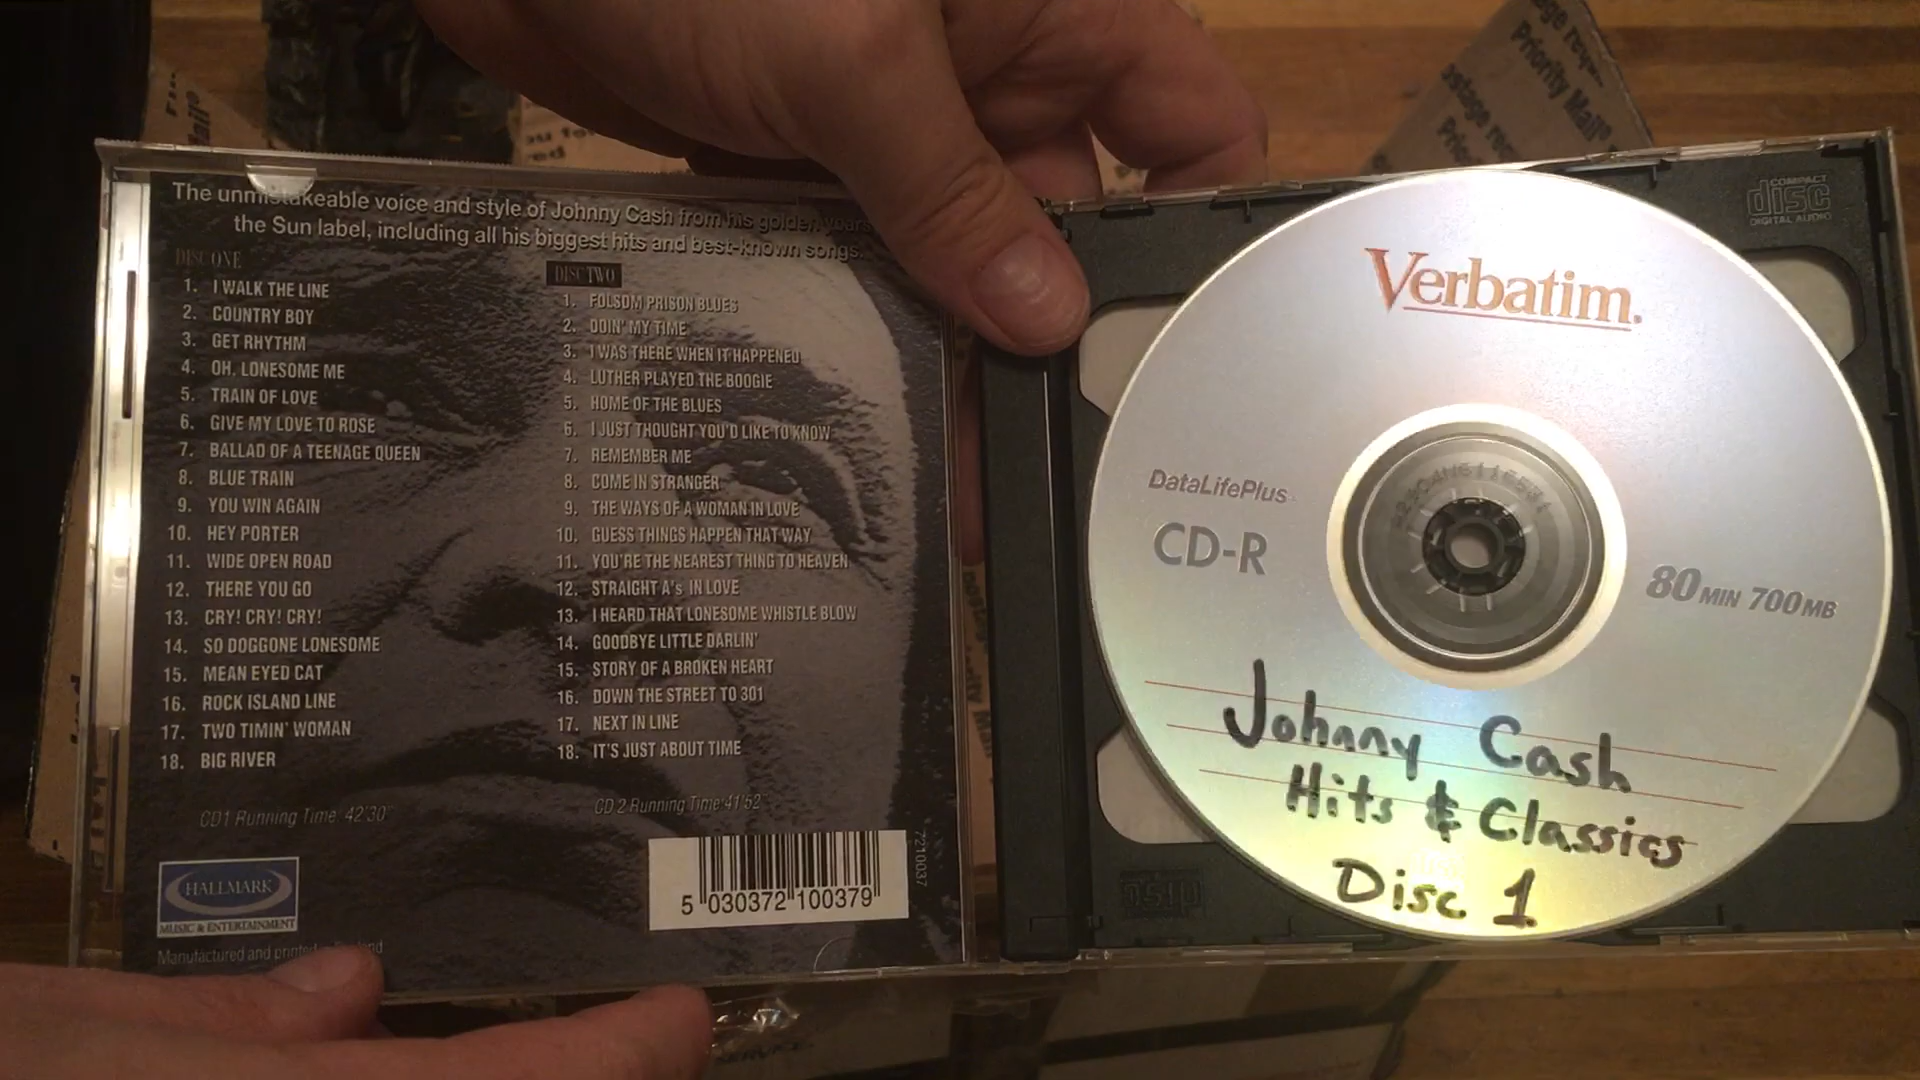 The unmistakeable voice and style of Johnny Cash from his golden years
the Sun label, including all his biggest hits and best-known songs.
DISC ONE
1. I WALK THE LINE
2. COUNTRY BOY
3. GET RHYTHM
4. OH, LONESOME ME
5. TRAIN OF LOVE
6. GIVE MY LOVE TO ROSE
7. BALLAD OF A TEENAGE QUEEN
8. BLUE TRAIN
9. YOU WIN AGAIN
10. HEY PORTER
11. WIDE OPEN ROAD
12. THERE YOU GO
13. CRY! CRY! CRY!
14. SO DOGGONE LONESOME
15. MEAN EYED CAT
16. ROCK ISLAND LINE
17. TWO TIMIN' WOMAN
18. BIG RIVER
CD1 Running Time: 42'30"
DISC TWO
1. FOLSOM PRISON BLUES
2. DOIN' MY TIME
3. I WAS THERE WHEN IT HAPPENED
4. LUTHER PLAYED THE BOOGIE
5. HOME OF THE BLUES
6. I JUST THOUGHT YOU'D LIKE TO KNOW
7. REMEMBER ME
8. COME IN STRANGER
9. THE WAYS OF A WOMAN IN LOVE
10. GUESS THINGS HAPPEN THAT WAY
11. YOU'RE THE NEAREST THING TO HEAVEN
12. STRAIGHT A's IN LOVE
13. I HEARD THAT LONESOME WHISTLE BLOW
14. GOODBYE LITTLE DARLIN'
15. STORY OF A BROKEN HEART
16. DOWN THE STREET TO 301
17. NEXT IN LINE
18. IT'S JUST ABOUT TIME
CD 2 Running Time 41'52"
HALLMARK
MUSIC & ENTERTAINMENT
Manufactured and printed
5 030372 100379
7210037
COMPACT
disc
DIGITAL AUDIO
Verbatim.
DataLifePlus
CD-R
80 MIN 700 MB
Johnny Cash
Hits & Classics
Disc 1
Priority Mail